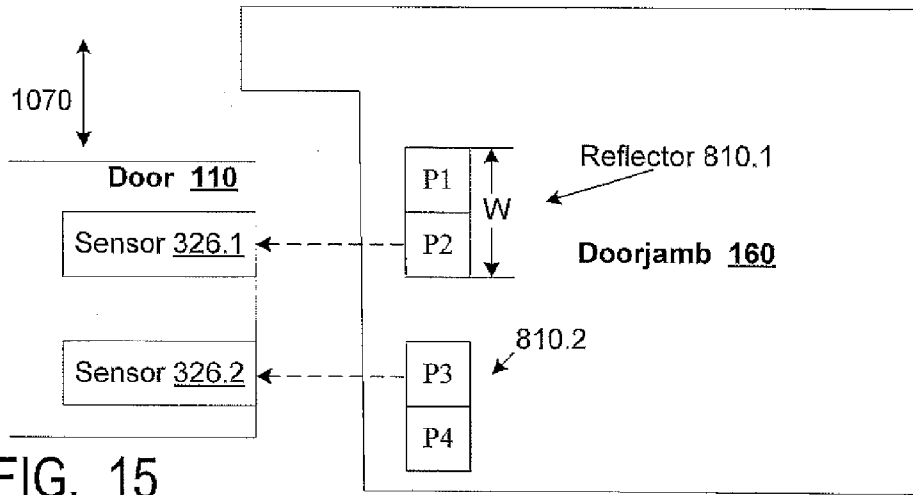 1070
Door 110
P1
Reflector 810.1
W
Sensor 326.1
P2
Doorjamb 160
810.2
Sensor 326.2
P3
P4
FIG. 15